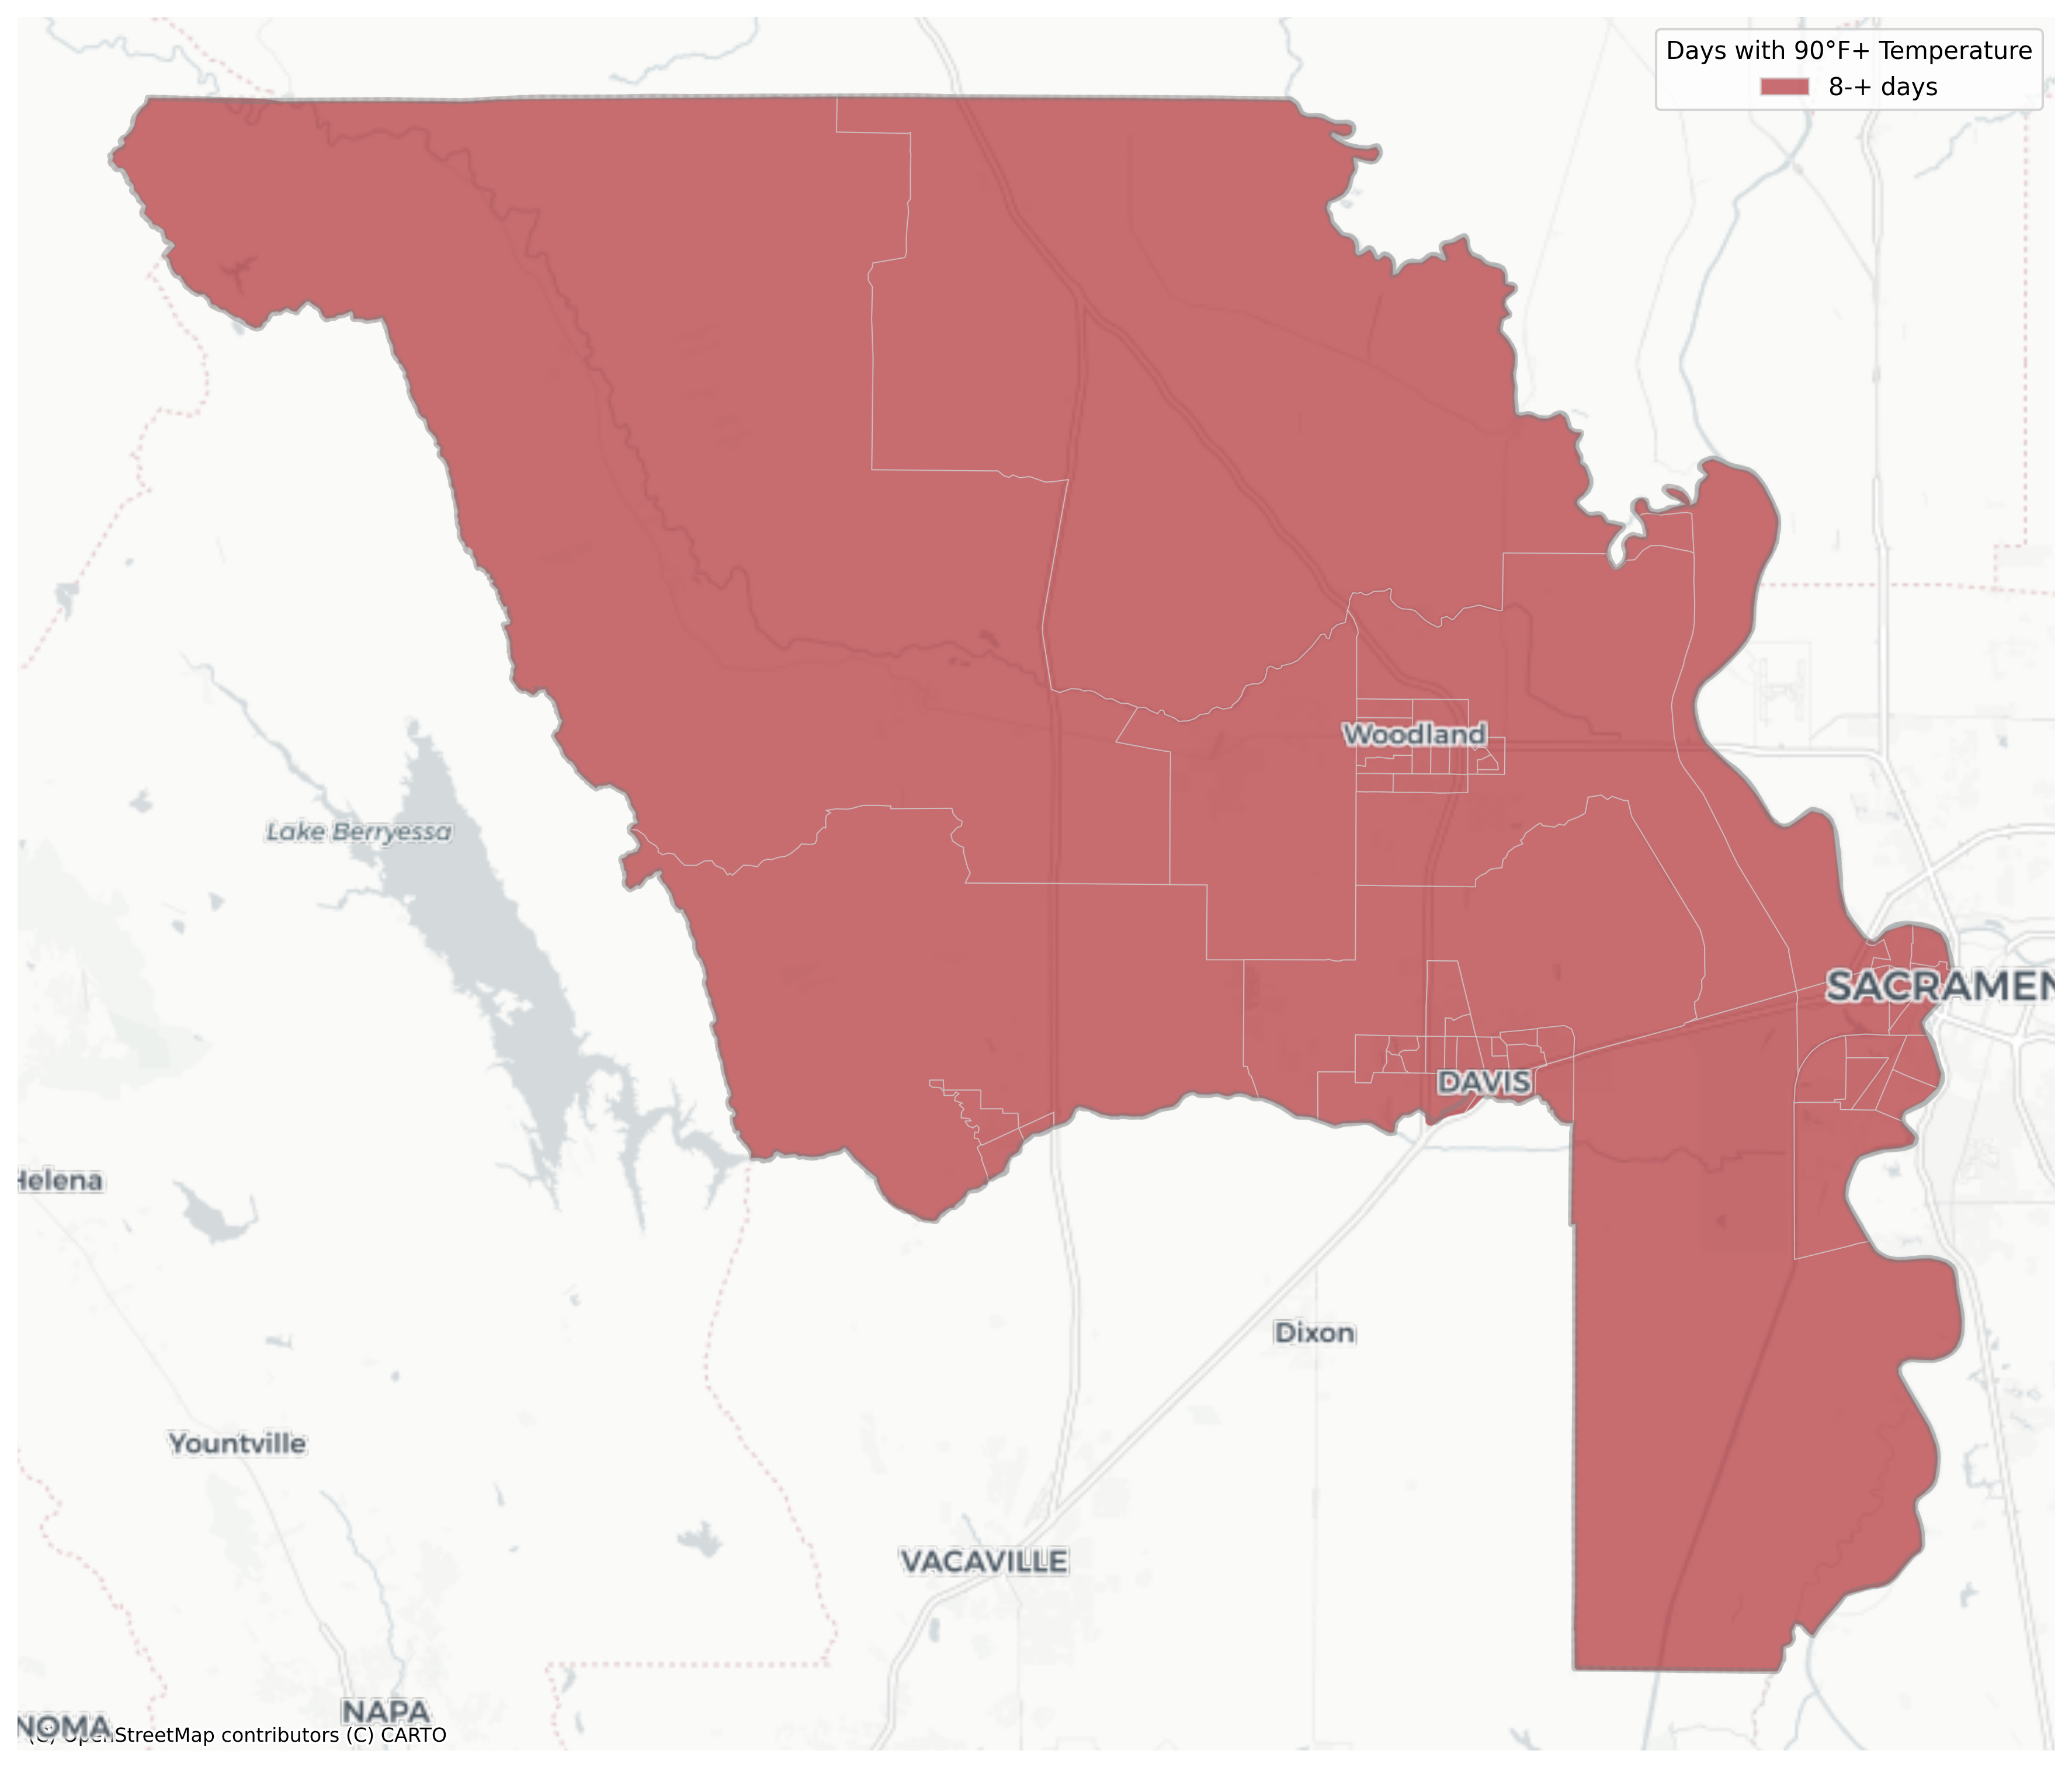 Days with 90°F+ Temperature
8-+ days
Woodland
Lake Berryessa
SACRAMEN
DAVIS
Helena
Dixon
Yountville
VACAVILLE
NAPA
NOMA
(C) OpenStreetMap contributors (C) CARTO